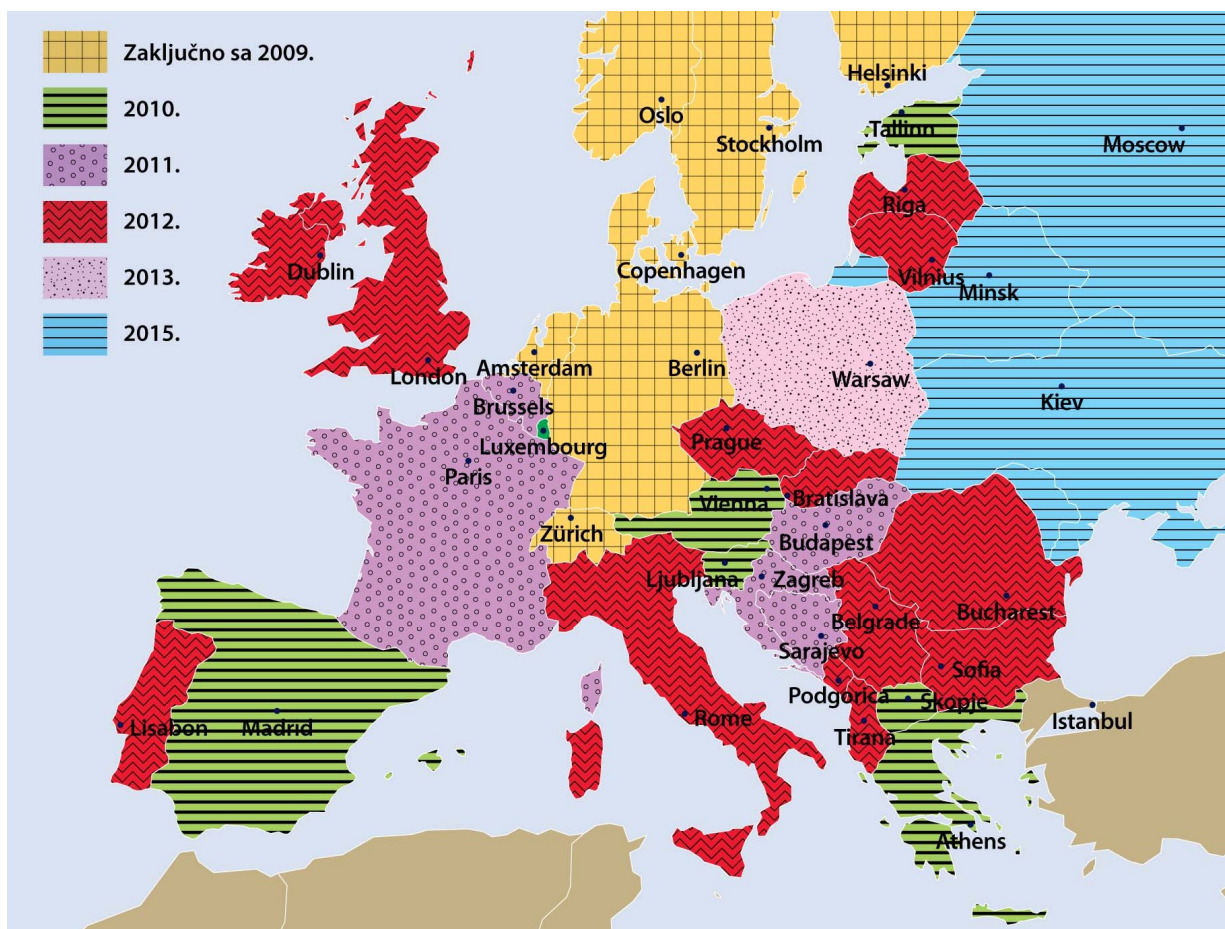 Zaključno sa 2009.
2010.
2011.
2012.
2013.
2015.
Helsinki
Oslo
Tallinn
Stockholm
Moscow
Riga
Dublin
Copenhagen
Vilnius
Minsk
London
Amsterdam
Berlin
Warsaw
Brussels
Kiev
Prague
Luxembourg
Paris
Vienna
Bratislava
Zürich
Budapest
Ljubljana
Zagreb
Belgrade
Bucharest
Sarajevo
Sofia
Podgorica
Skopje
Lisabon
Madrid
Rome
Istanbul
Tirana
Athens